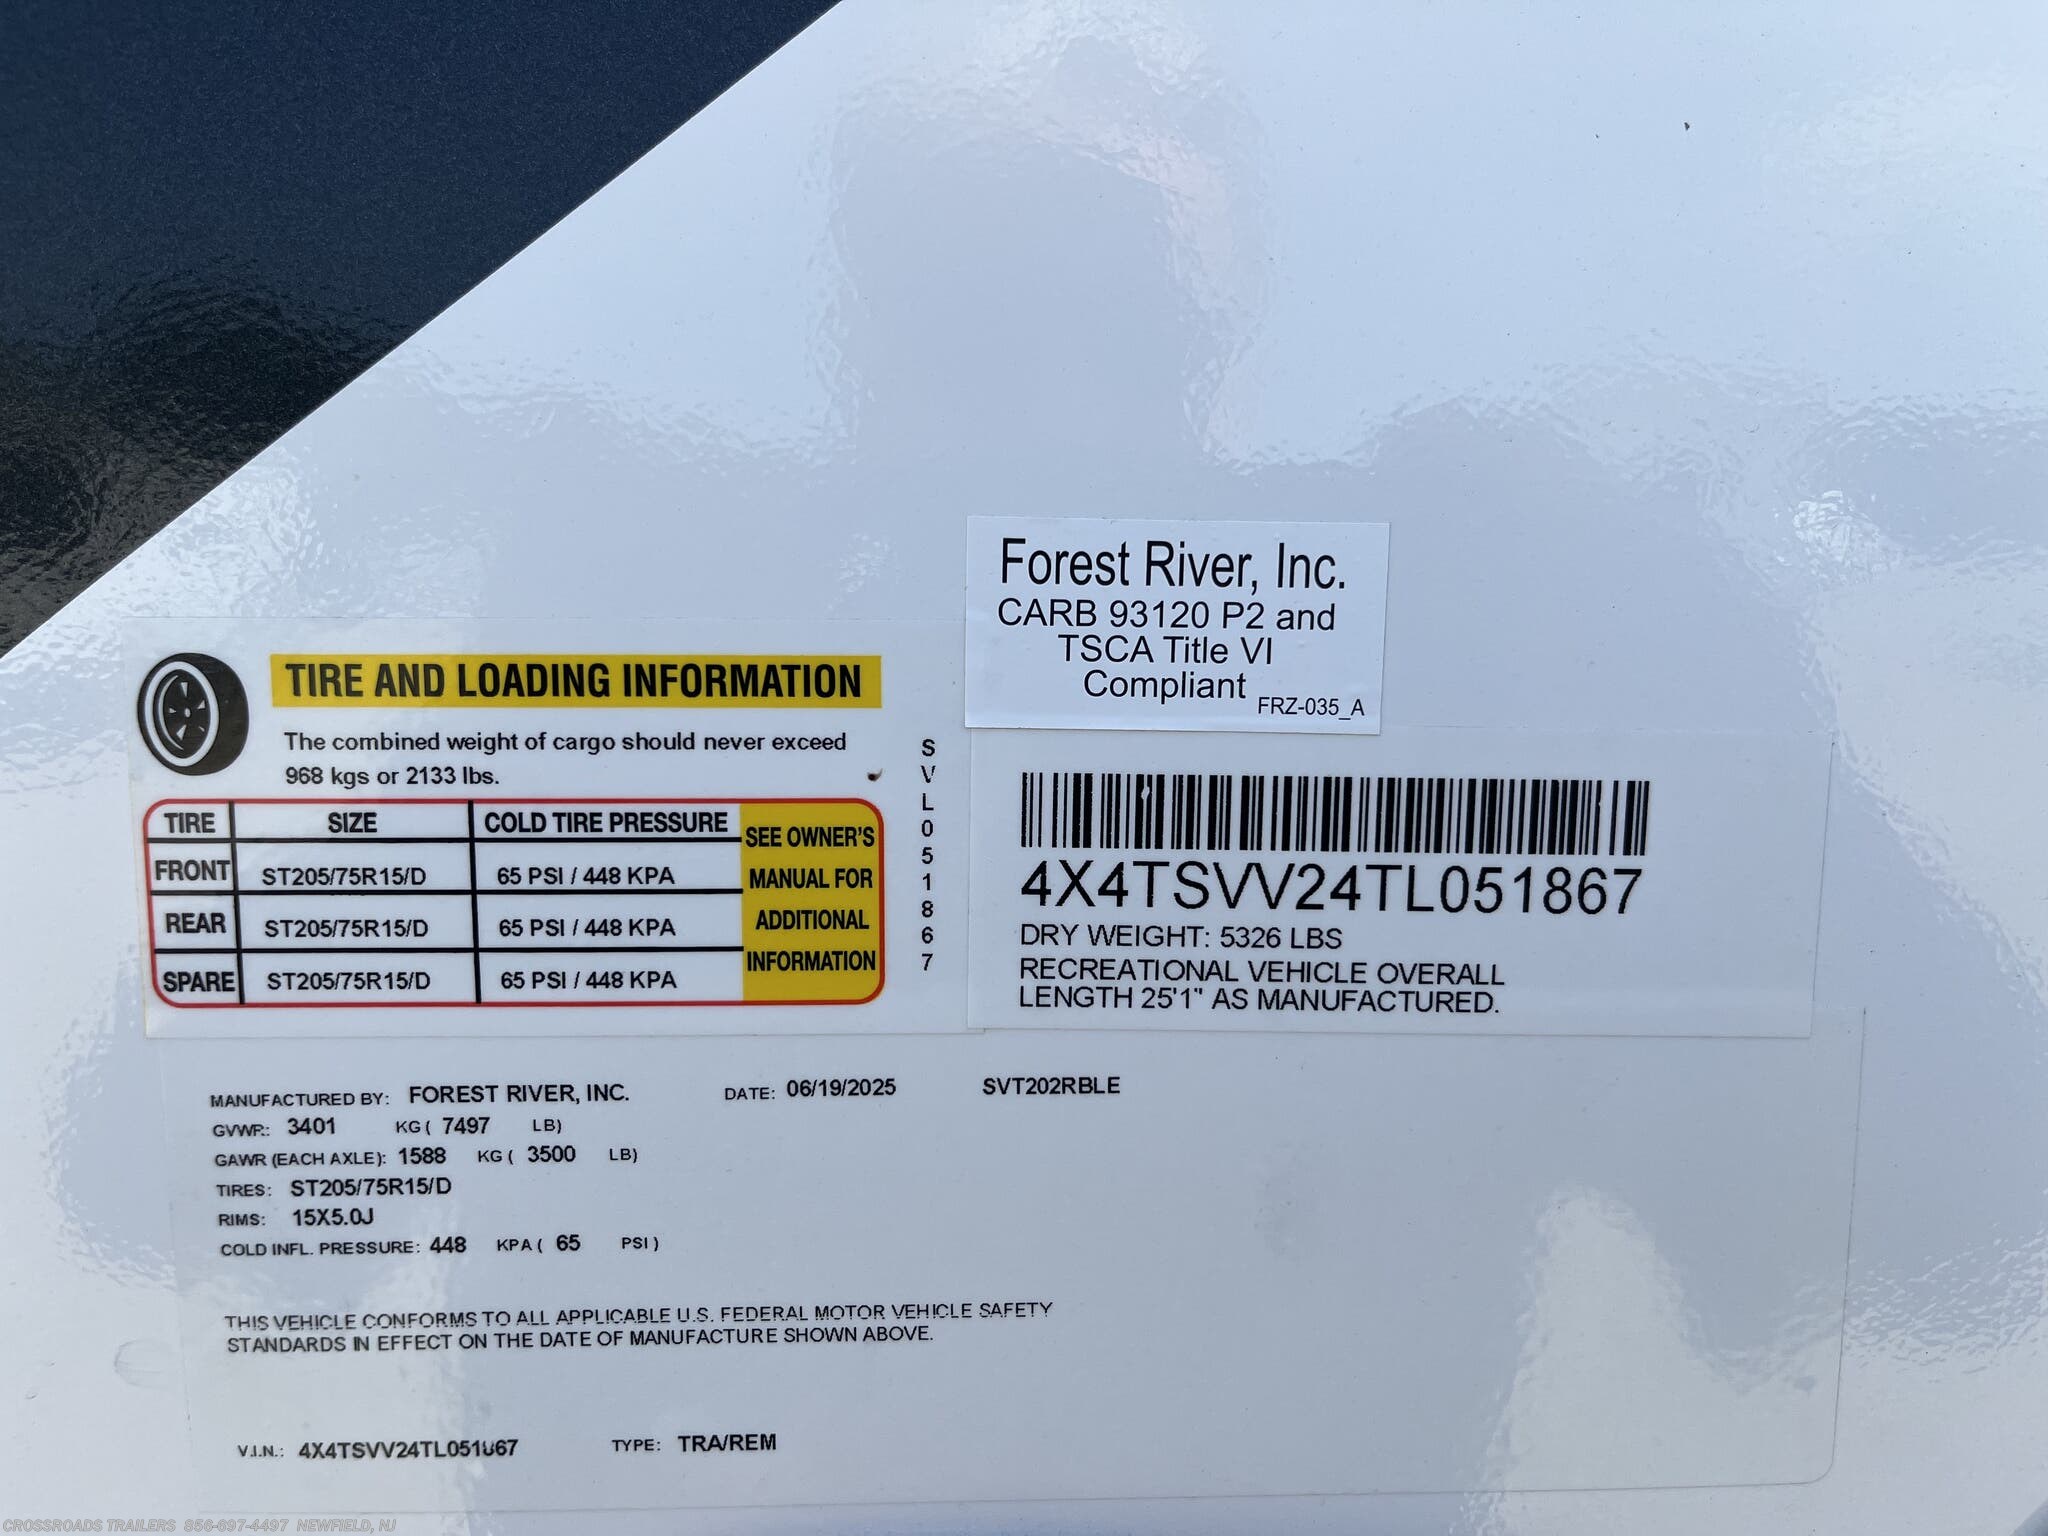 Forest River, Inc.
CARB 93120 P2 and
TSCA Title VI
Compliant FRZ-035_A
TIRE AND LOADING INFORMATION
The combined weight of cargo should never exceed
968 kgs or 2133 lbs.
TIRE SIZE COLD TIRE PRESSURE
FRONT ST205/75R15/D 65 PSI / 448 KPA
REAR ST205/75R15/D 65 PSI / 448 KPA
SPARE ST205/75R15/D 65 PSI / 448 KPA
SEE OWNER'S
MANUAL FOR
ADDITIONAL
INFORMATION
SVL051867
4X4TSVV24TL051867
DRY WEIGHT: 5326 LBS
RECREATIONAL VEHICLE OVERALL
LENGTH 25'1" AS MANUFACTURED.
MANUFACTURED BY: FOREST RIVER, INC. DATE: 06/19/2025 SVT202RBLE
GVWR: 3401 KG ( 7497 LB)
GAWR (EACH AXLE): 1588 KG ( 3500 LB)
TIRES: ST205/75R15/D
RIMS: 15X5.0J
COLD INFL. PRESSURE: 448 KPA ( 65 PSI )
THIS VEHICLE CONFORMS TO ALL APPLICABLE U.S. FEDERAL MOTOR VEHICLE SAFETY
STANDARDS IN EFFECT ON THE DATE OF MANUFACTURE SHOWN ABOVE.
V.I.N.: 4X4TSVV24TL051867 TYPE: TRA/REM
CROSSROADS TRAILERS 856-697-4497 NEWFIELD, NJ